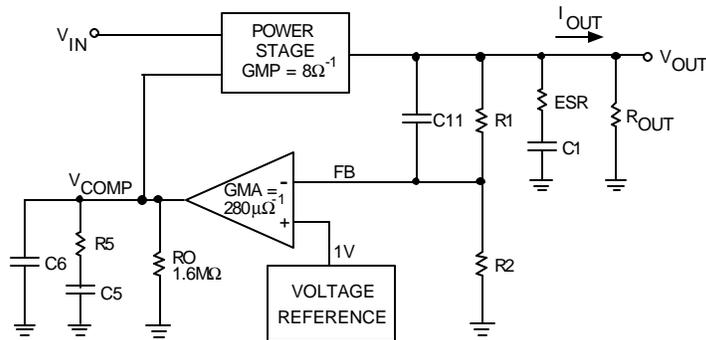 I_OUT
V_IN
POWER
STAGE
GMP = 8Ω⁻¹
V_OUT
ESR
C11
R1
R_OUT
C1
V_COMP
FB
GMA =
280μΩ⁻¹
-
+
R5
C6
RO
1.6MΩ
1V
R2
C5
VOLTAGE
REFERENCE